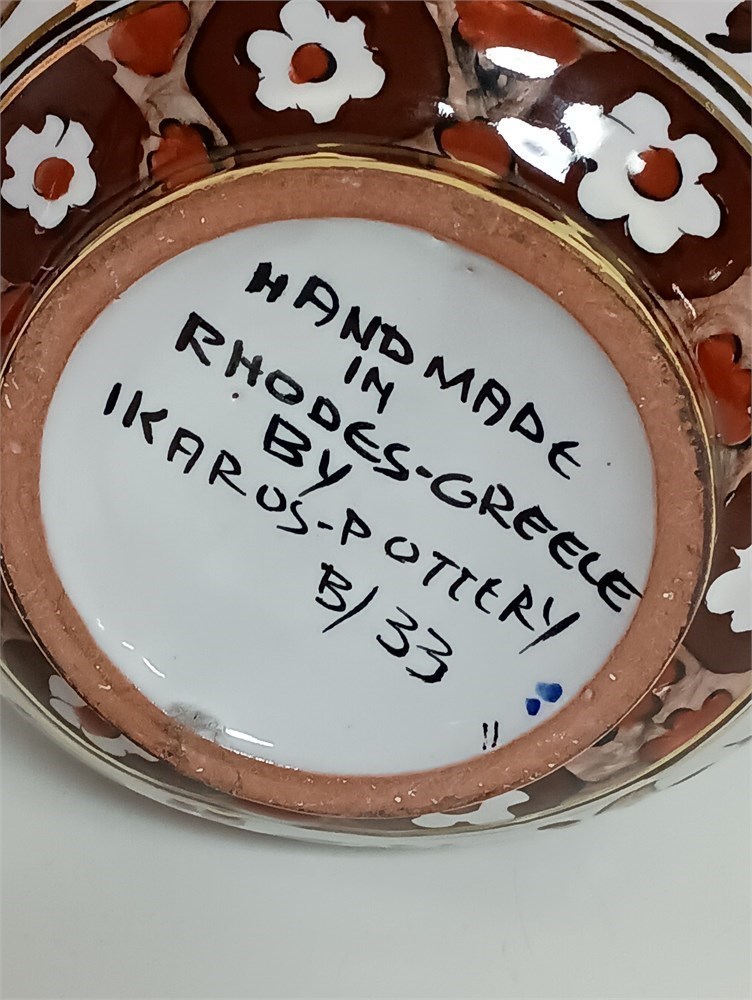 HANDMADE
IN
RHODES-GREECE
BY
IKAROS-POTTERY
B/33